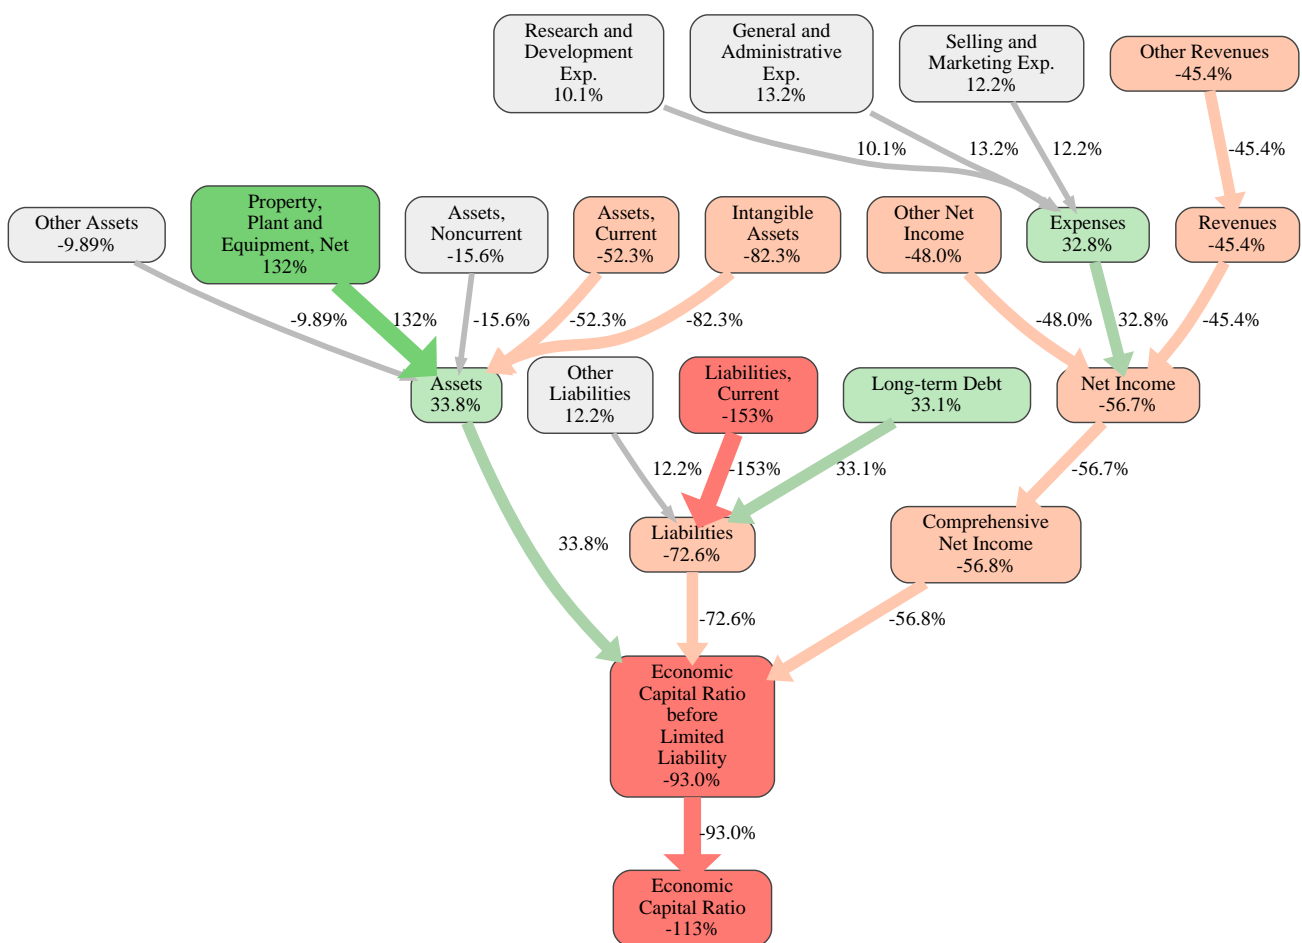 Research and
Development
Exp.
10.1%
General and
Administrative
Exp.
13.2%
Selling and
Marketing Exp.
12.2%
Other Revenues
-45.4%
10.1%
13.2%
12.2%
-45.4%
Other Assets
-9.89%
Property,
Plant and
Equipment, Net
132%
Assets,
Noncurrent
-15.6%
Assets,
Current
-52.3%
Intangible
Assets
-82.3%
Other Net
Income
-48.0%
Expenses
32.8%
Revenues
-45.4%
-9.89%
132%
-15.6%
-52.3%
-82.3%
-48.0%
32.8%
-45.4%
Assets
33.8%
Other
Liabilities
12.2%
Liabilities,
Current
-153%
Long-term Debt
33.1%
Net Income
-56.7%
12.2%
-153%
33.1%
-56.7%
33.8%
Liabilities
-72.6%
Comprehensive
Net Income
-56.8%
-72.6%
-56.8%
Economic
Capital Ratio
before
Limited
Liability
-93.0%
-93.0%
Economic
Capital Ratio
-113%